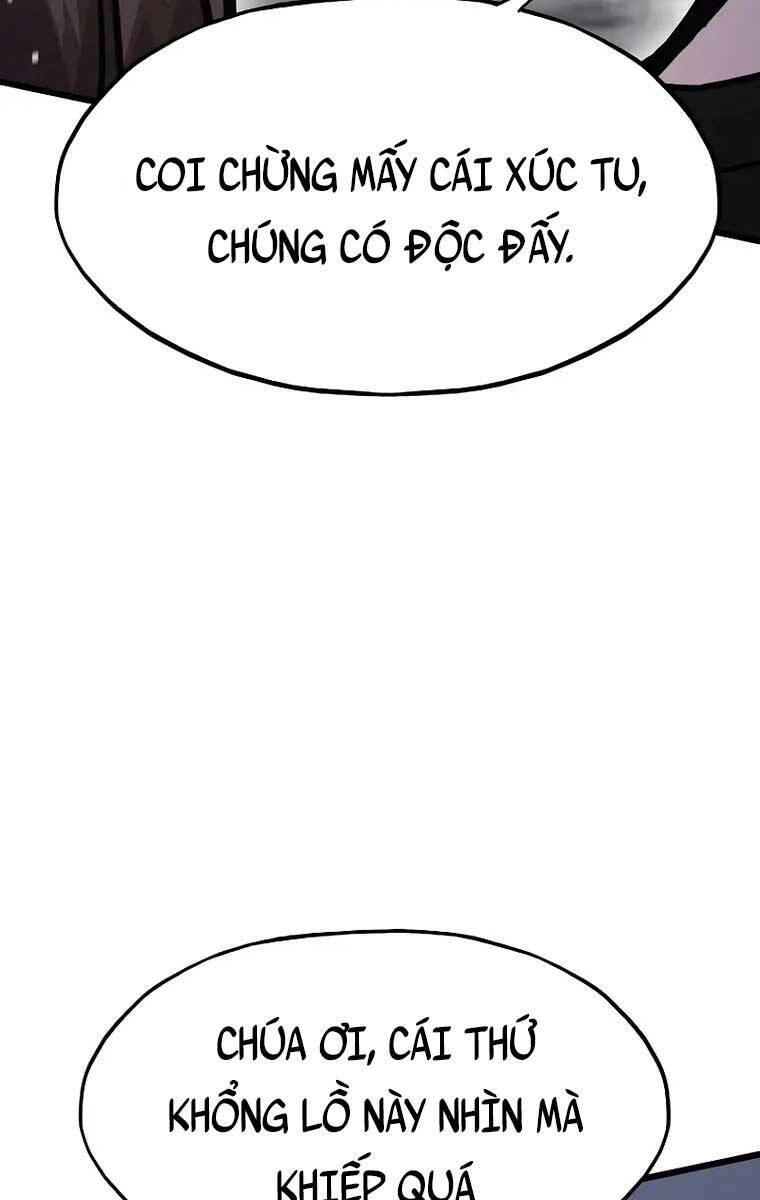 COI CHỪNG MẤY CÁI XÚC TU,
CHÚNG CÓ ĐỘC ĐẤY.
CHÚA ƠI, CÁI THỨ
KHỔNG LỒ NÀY NHÌN MÀ
KHIẾP QUÁ